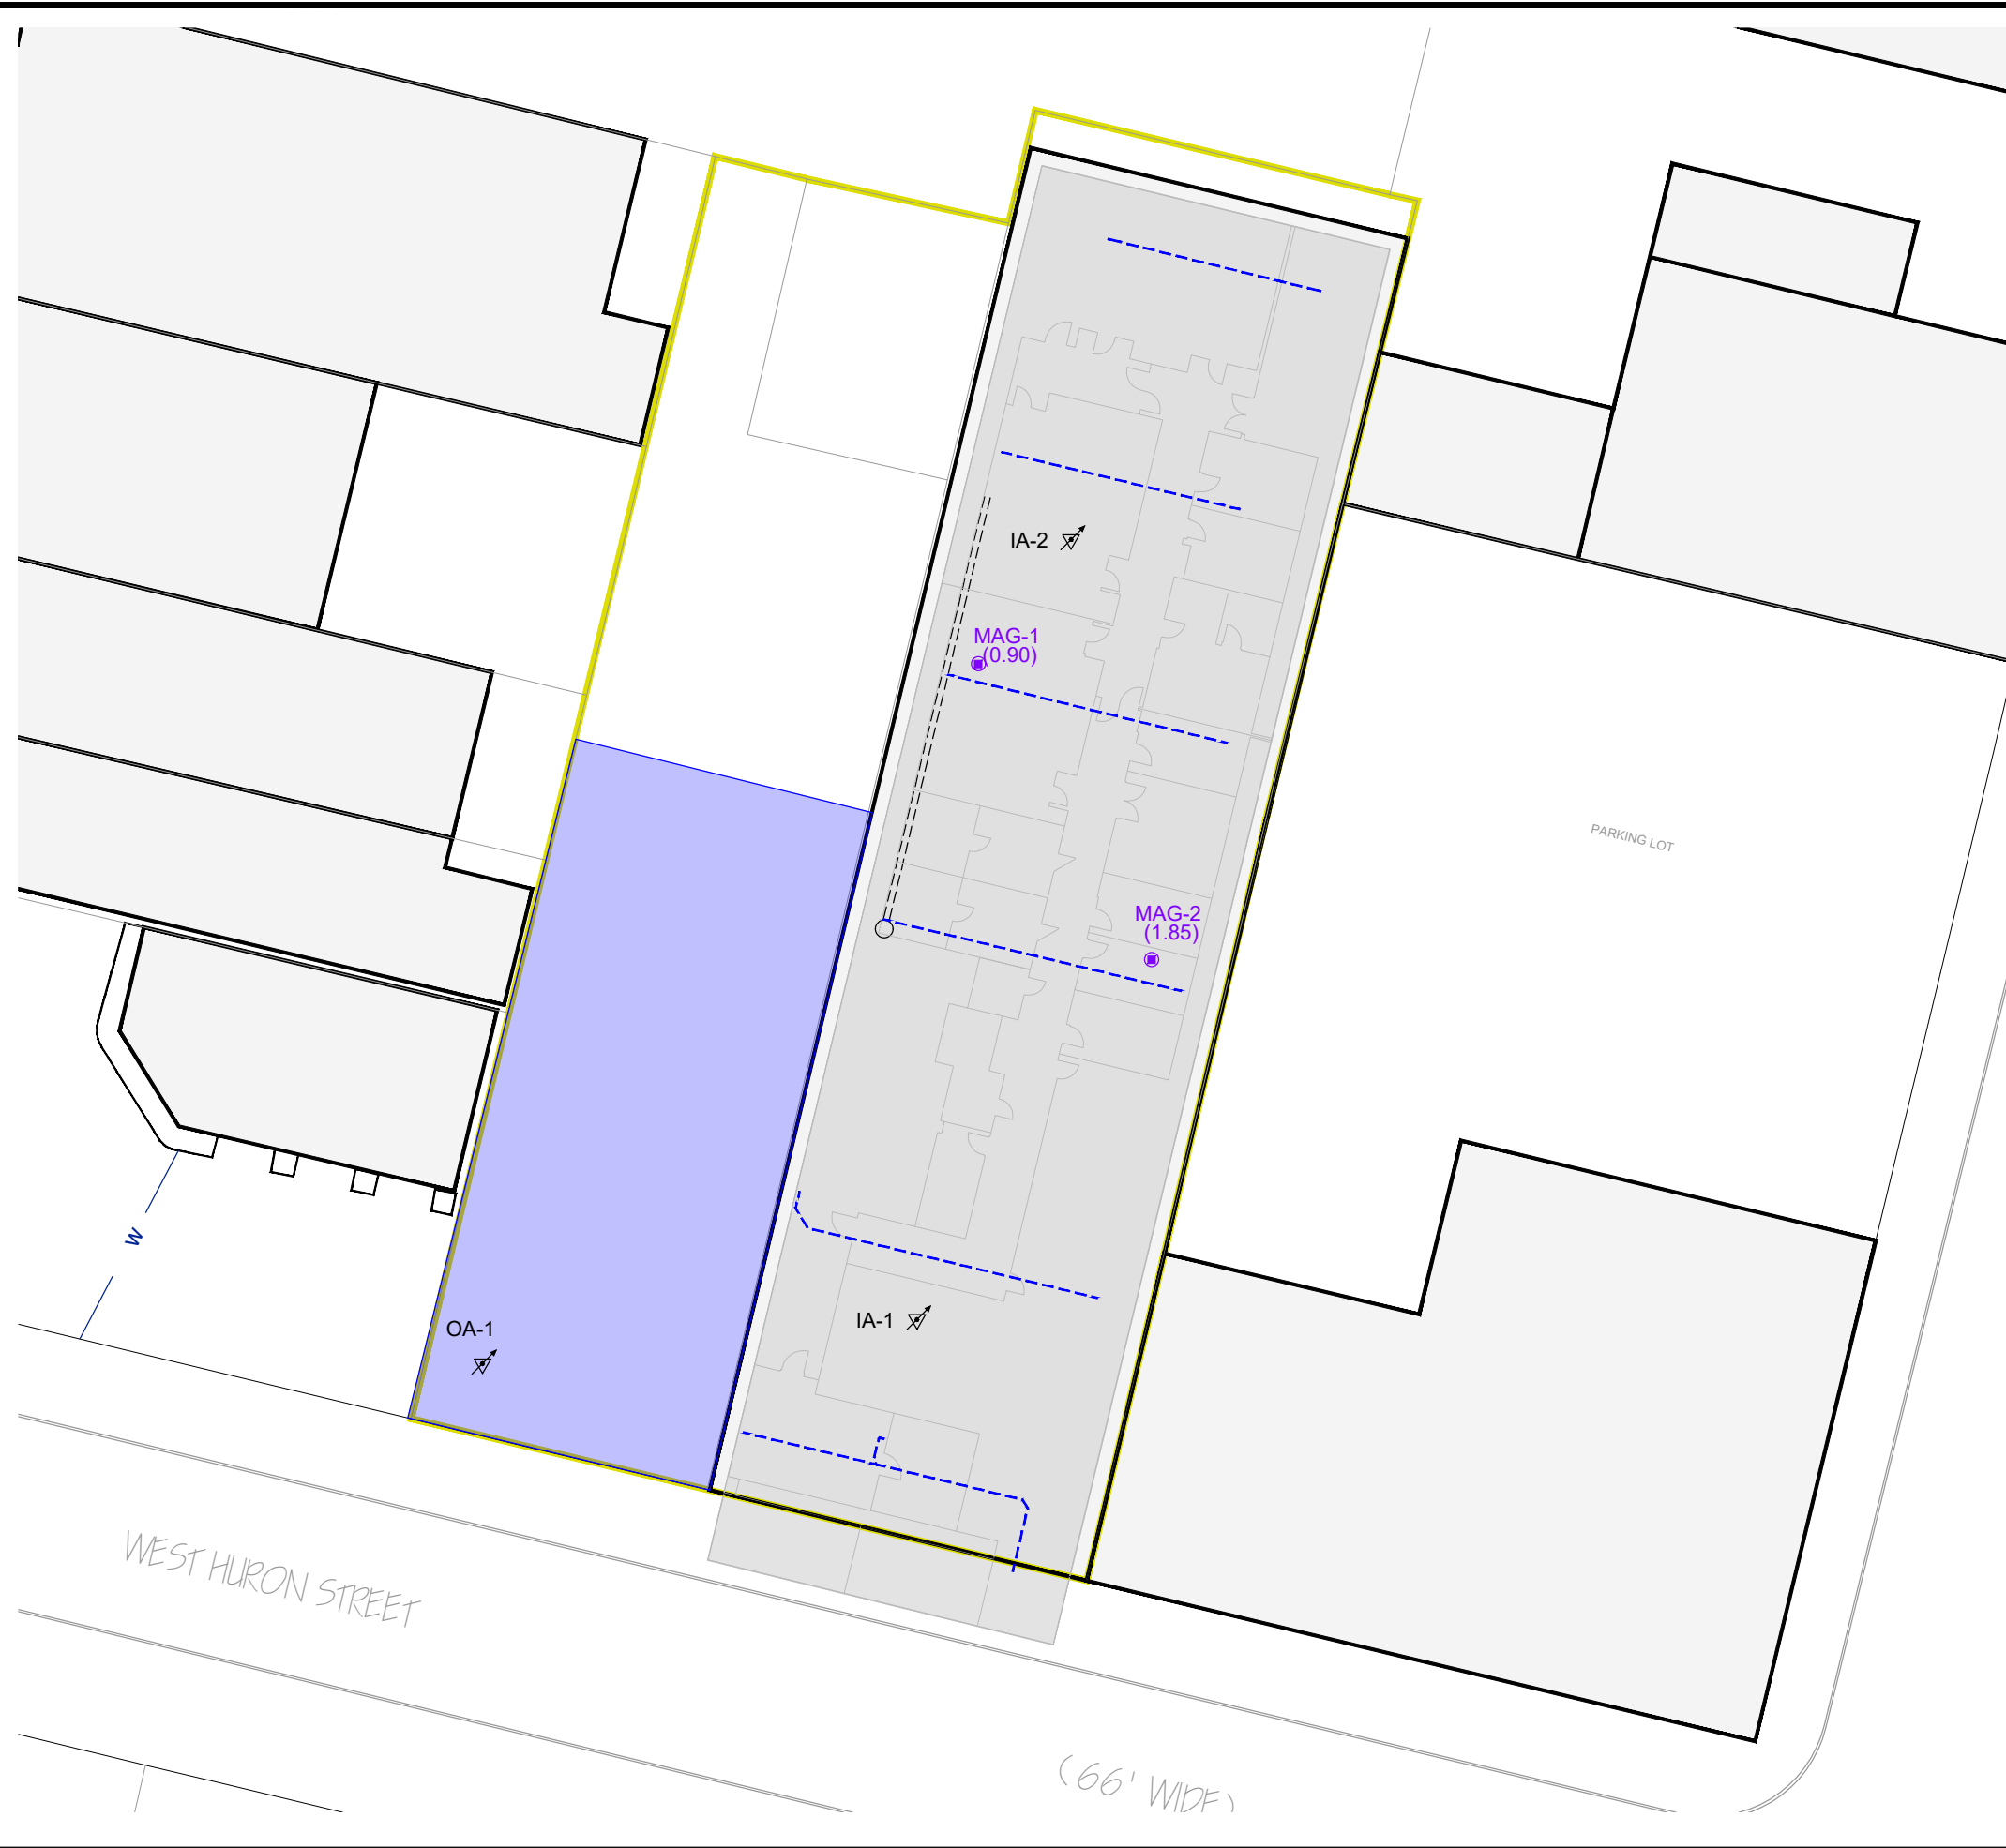 IA-2
MAG-1
(0.90)
PARKING LOT
MAG-2
(1.85)
W
OA-1
IA-1
WEST HURON STREET
(66' WIDE)